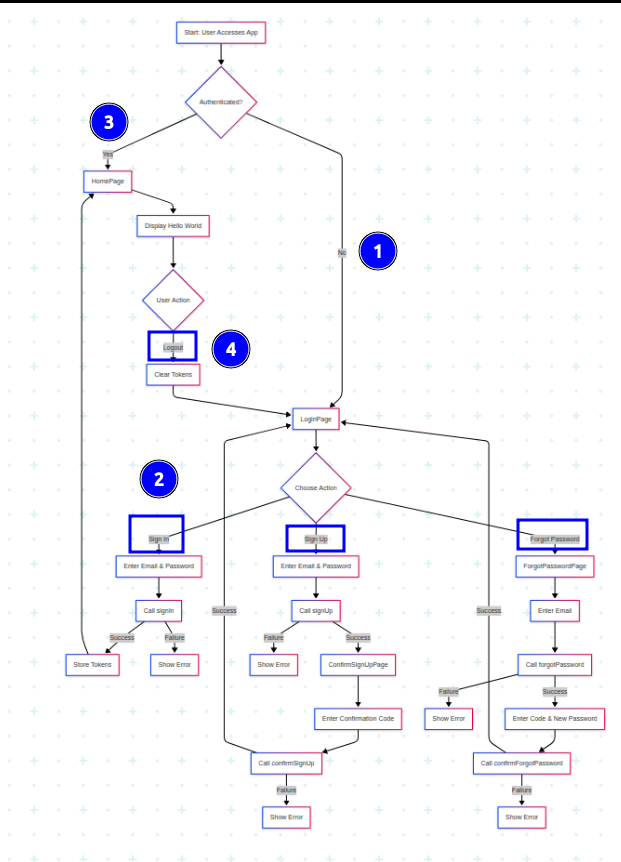 Start: User Accesses App
Authenticated?
3
Yes
HomePage
Display Hello World
No
1
User Action
Logout
4
Clear Tokens
LoginPage
2
Choose Action
Sign In
Sign Up
Forgot Password
Enter Email & Password
Enter Email & Password
ForgotPasswordPage
Call signIn
Success
Call signUp
Success
Enter Email
Success
Failure
Failure
Success
Store Tokens
Show Error
Show Error
ConfirmSignUpPage
Call forgotPassword
Failure
Success
Enter Confirmation Code
Show Error
Enter Code & New Password
Call confirmSignUp
Call confirmForgotPassword
Failure
Failure
Show Error
Show Error